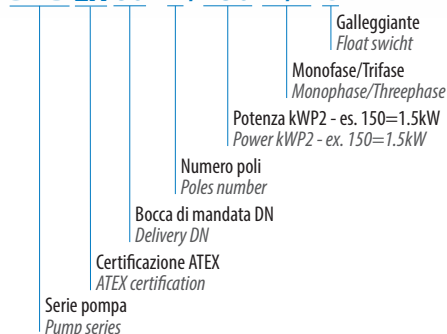 Galleggiante
Float swicht
Monofase/Trifase
Monophase/Threephase
Potenza kWP2 - es. 150=1.5kW
Power kWP2 - ex. 150=1.5kW
Numero poli
Poles number
Bocca di mandata DN
Delivery DN
Certificazione ATEX
ATEX certification
Serie pompa
Pump series